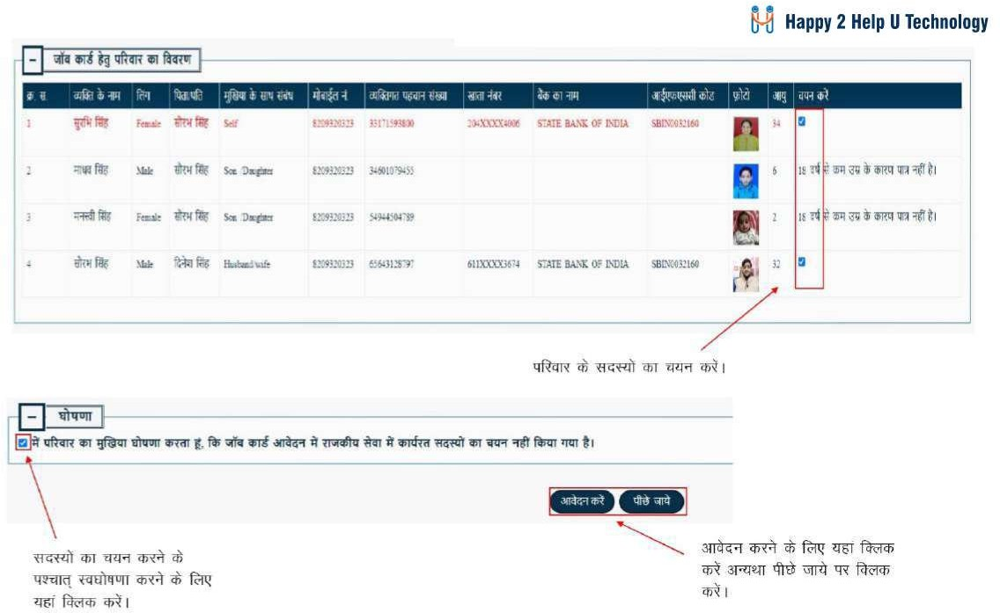 Happy 2 Help U Technology
– जॉब कार्ड हेतु परिवार का विवरण
क्र. स. व्यक्ति के नाम लिंग पिता/पति मुखिया के साथ संबंध मोबाईल नं व्यक्तिगत पहचान संख्या खाता नंबर बैंक का नाम आईएफएससी कोड फ़ोटो आयु चयन करें
1 सुरभि सिंह Female सौरभ सिंह Self 8209320323 33171593800 204XXXX4006 STATE BANK OF INDIA SBIN0032160 34
2 माधव सिंह Male सौरभ सिंह Son /Daughter 8209320323 34601079455 6 18 वर्ष से कम उम्र के कारण पात्र नहीं है।
3 मनस्वी सिंह Female सौरभ सिंह Son /Daughter 8209320323 54944504789 2 18 वर्ष से कम उम्र के कारण पात्र नहीं है।
4 सौरभ सिंह Male दिनेश सिंह Husband/wife 8209320323 65643128797 611XXXX3674 STATE BANK OF INDIA SBIN0032160 32
परिवार के सदस्यों का चयन करें।
– घोषणा
में परिवार का मुखिया घोषणा करता हूं, कि जॉब कार्ड आवेदन में राजकीय सेवा में कार्यरत सदस्यों का चयन नहीं किया गया है।
आवेदन करें पीछे जाये
सदस्यों का चयन करने के
पश्चात् स्वघोषणा करने के लिए
यहां क्लिक करें।
आवेदन करने के लिए यहां क्लिक
करें अन्यथा पीछे जाये पर क्लिक
करें।